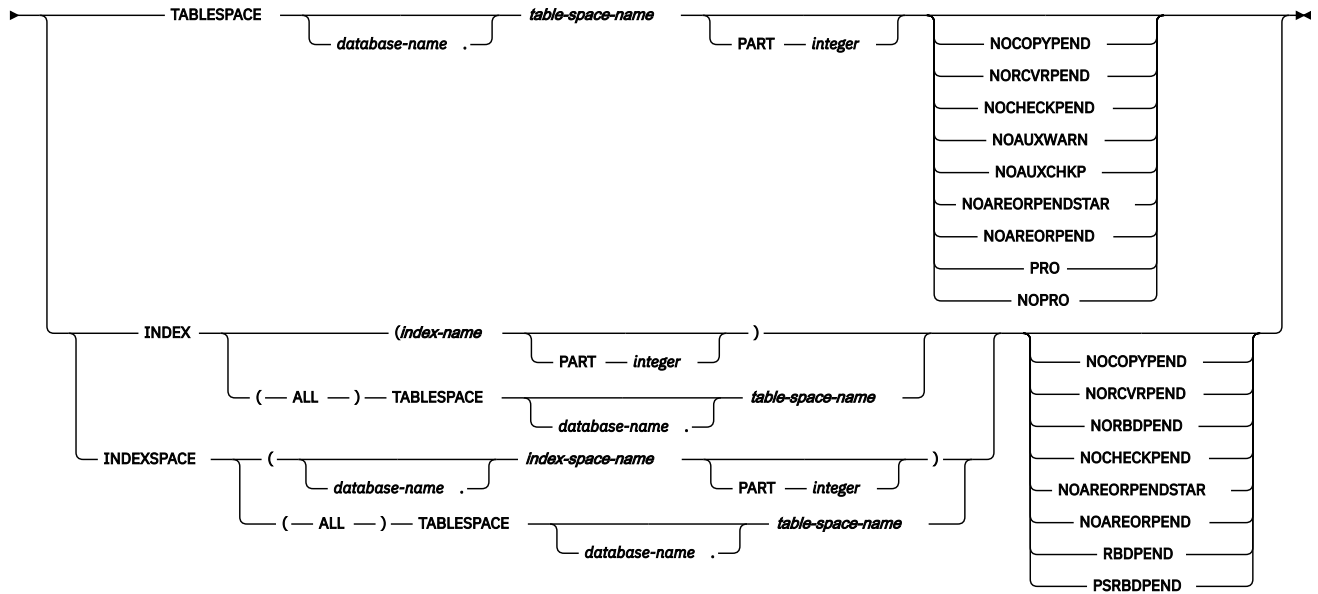 TABLESPACE table-space-name
database-name . PART integer NOCOPYPEND
NORCVRPEND
NOCHECKPEND
NOAUXWARN
NOAUXCHKP
NOAREORPENDSTAR
NOAREORPEND
PRO
NOPRO
INDEX (index-name )
PART integer NOCOPYPEND
( ALL ) TABLESPACE table-space-name NORCVRPEND
database-name . NORBDPEND
INDEXSPACE ( index-space-name ) NOCHECKPEND
database-name . PART integer NOAREORPENDSTAR
( ALL ) TABLESPACE table-space-name NOAREORPEND
database-name . RBDPEND
PSRBDPEND